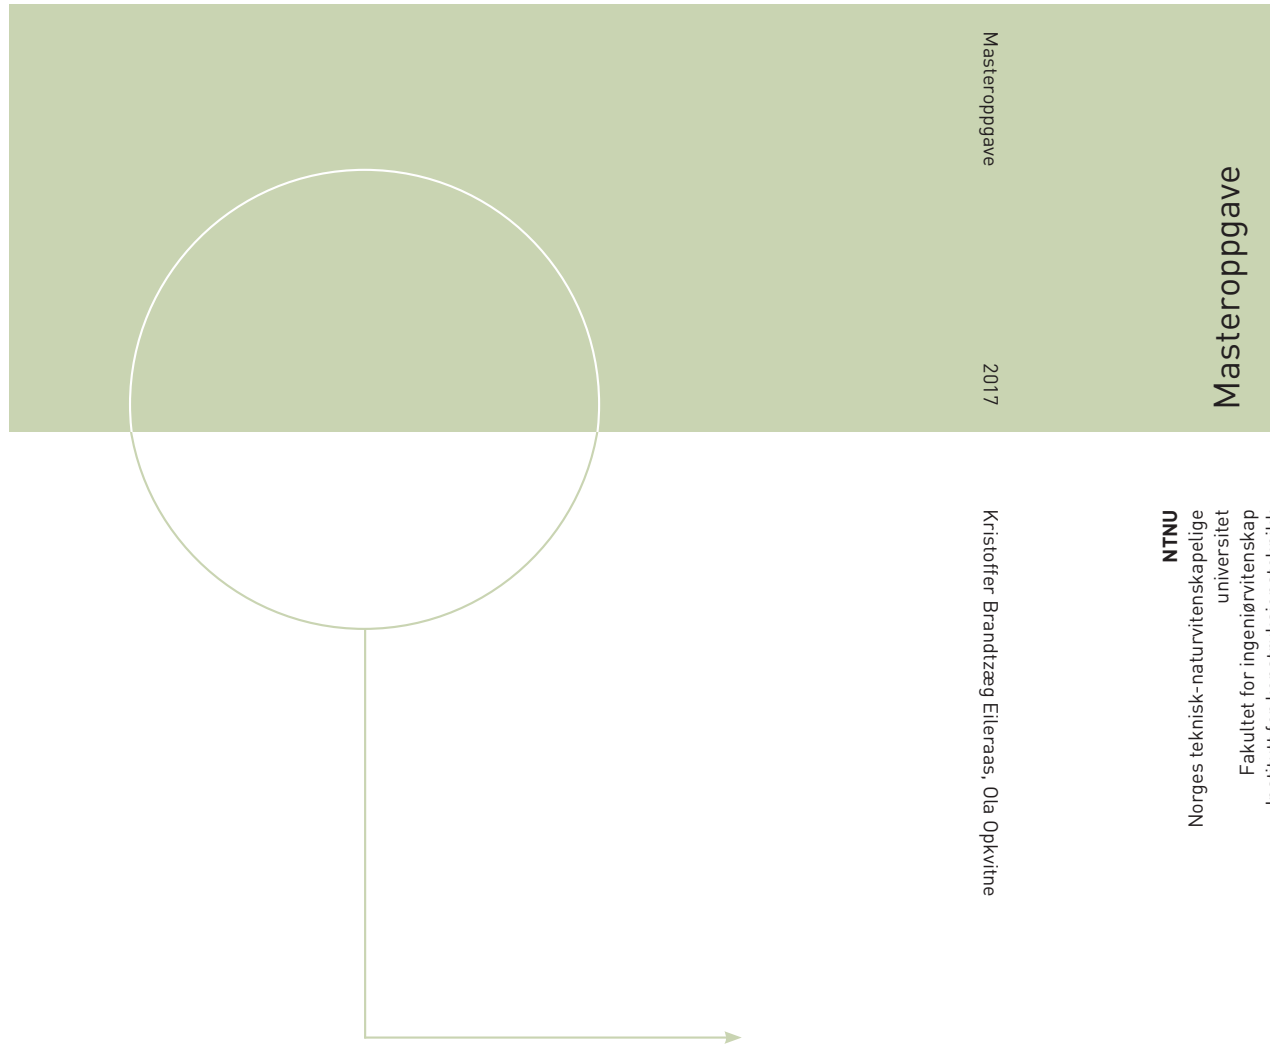 Masteroppgave
2017
Kristoffer Brandtzæg Eileraas, Ola Opkvitne
Masteroppgave
NTNU
Norges teknisk-naturvitenskapelige
universitet
Fakultet for ingeniørvitenskap